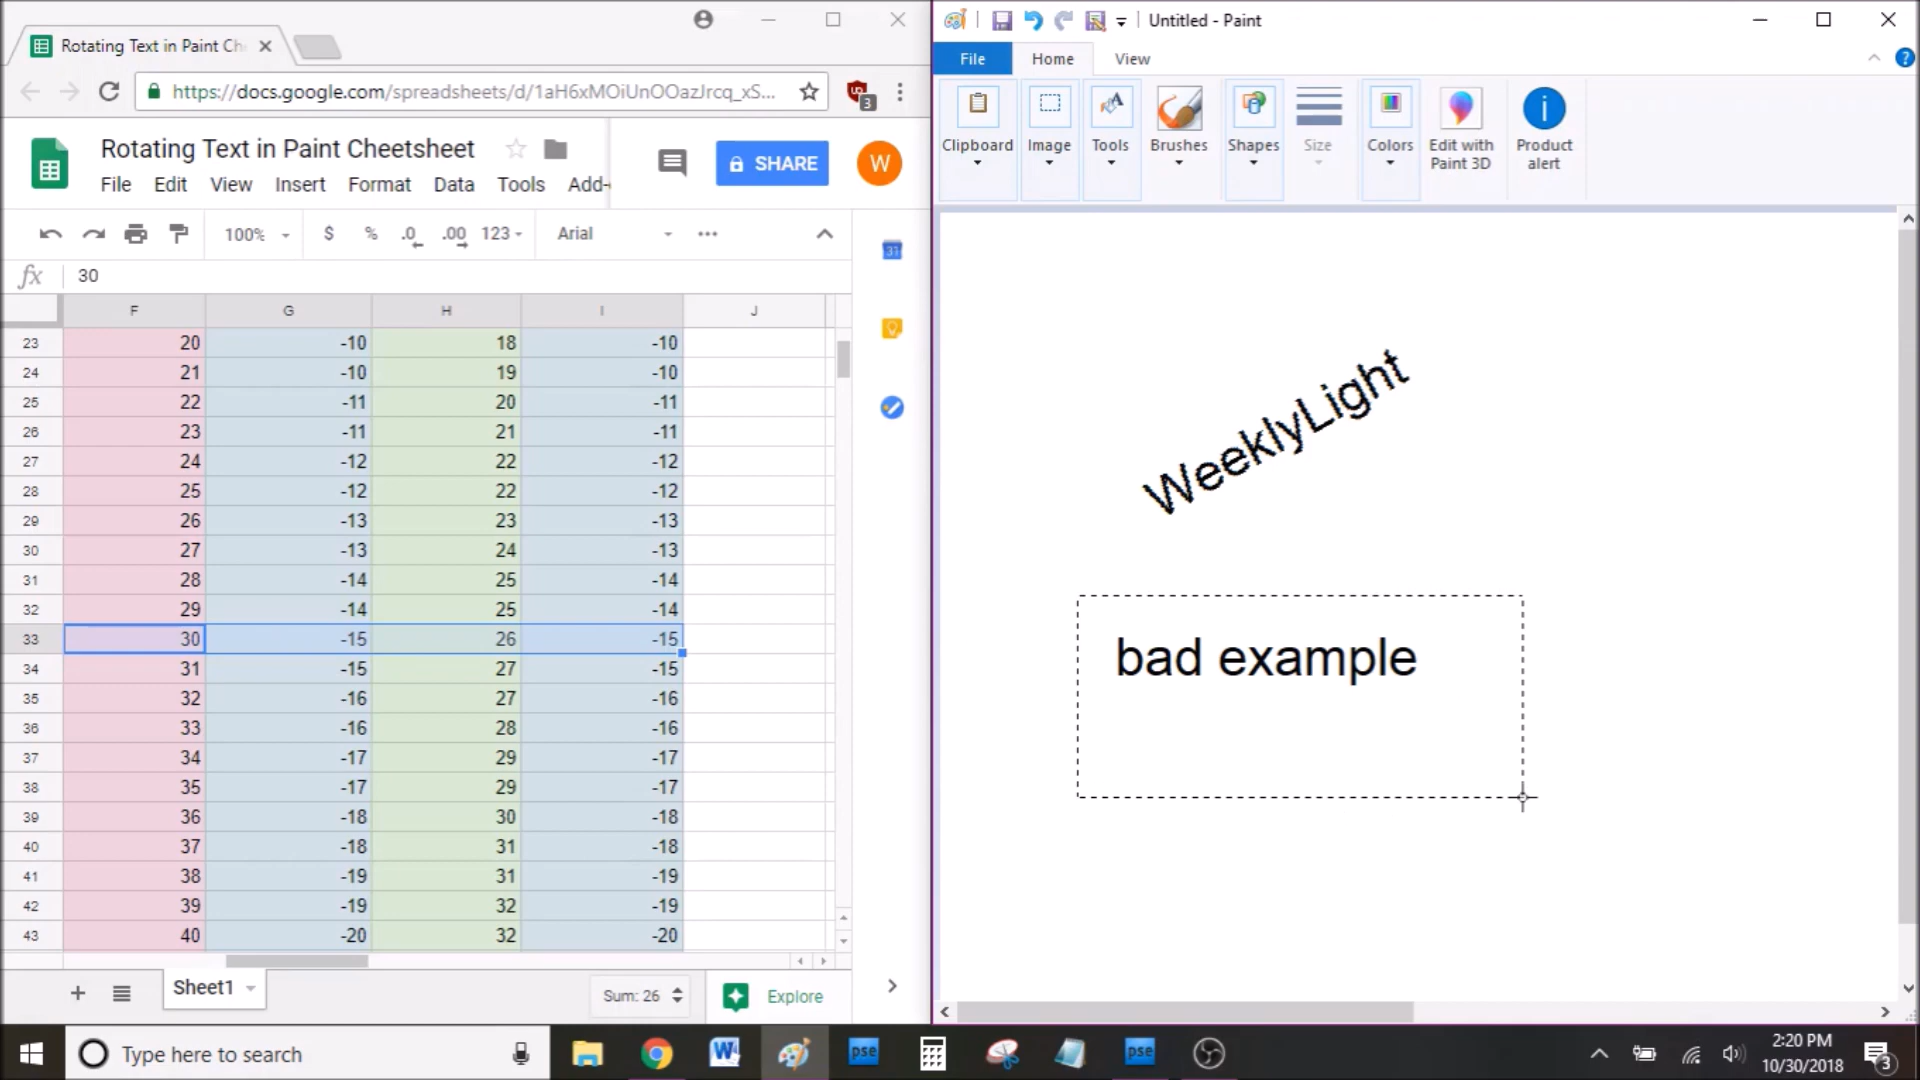 Rotating Text in Paint Ch
https://docs.google.com/spreadsheets/d/1aH6xMOiUnOOazJrcq_xS...
3
Rotating Text in Paint Cheetsheet
SHARE
W
File Edit View Insert Format Data Tools Add-
100% $ % .0 .00 123 Arial
31
fx 30
F G H I J
23 20 -10 18 -10
24 21 -10 19 -10
25 22 -11 20 -11
26 23 -11 21 -11
27 24 -12 22 -12
28 25 -12 22 -12
29 26 -13 23 -13
30 27 -13 24 -13
31 28 -14 25 -14
32 29 -14 25 -14
33 30 -15 26 -15
34 31 -15 27 -15
35 32 -16 27 -16
36 33 -16 28 -16
37 34 -17 29 -17
38 35 -17 29 -17
39 36 -18 30 -18
40 37 -18 31 -18
41 38 -19 31 -19
42 39 -19 32 -19
43 40 -20 32 -20
Sheet1 Sum: 26 Explore
Untitled - Paint
File Home View
Clipboard Image Tools Brushes Shapes Size Colors Edit with Paint 3D Product alert
WeeklyLight
bad example
Type here to search
W pse pse
2:20 PM
10/30/2018
3